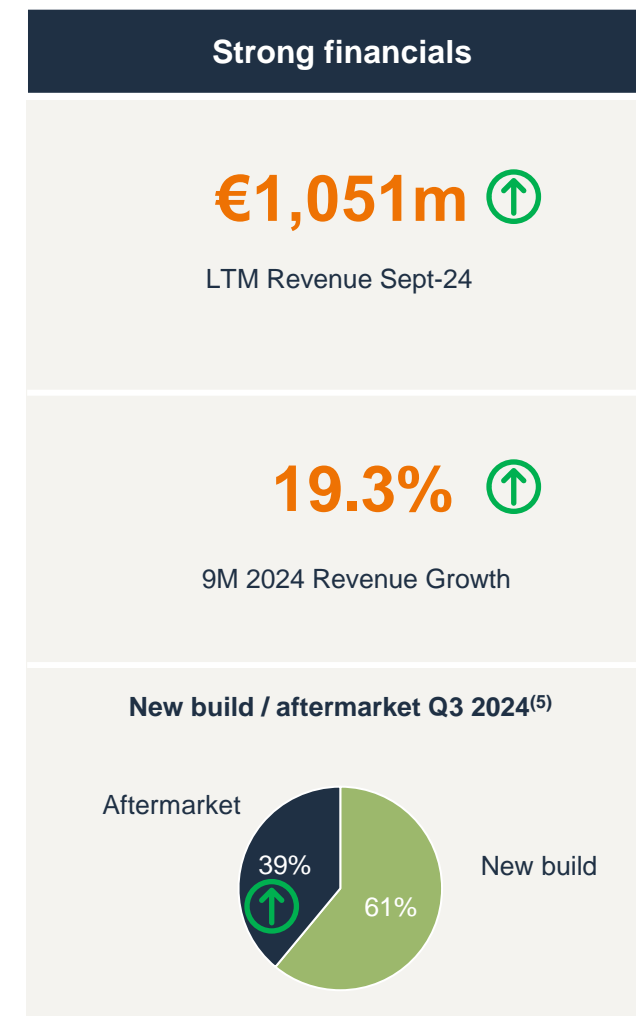 Strong financials
€1,051m
LTM Revenue Sept-24
19.3%
9M 2024 Revenue Growth
New build / aftermarket Q3 2024(5)
Aftermarket
39%
New build
61%